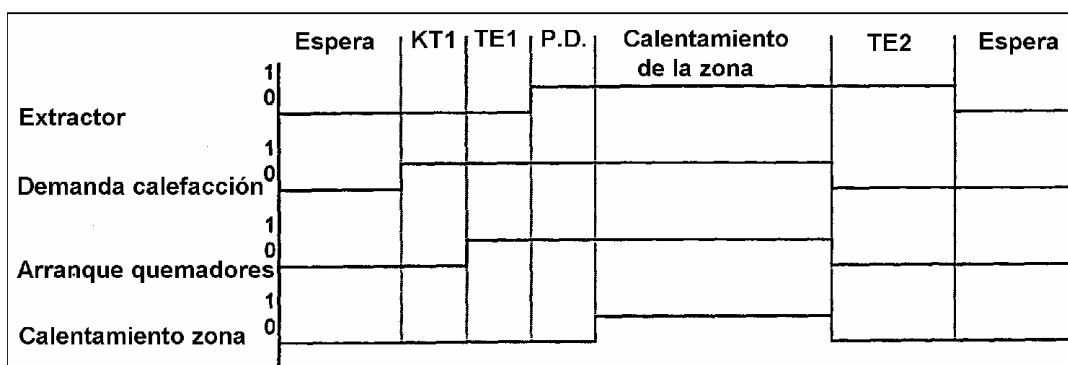 Espera KT1 TE1 P.D. Calentamiento de la zona TE2 Espera
1
0
Extractor
1
0
Demanda calefacción
1
0
Arranque quemadores
1
0
Calentamiento zona